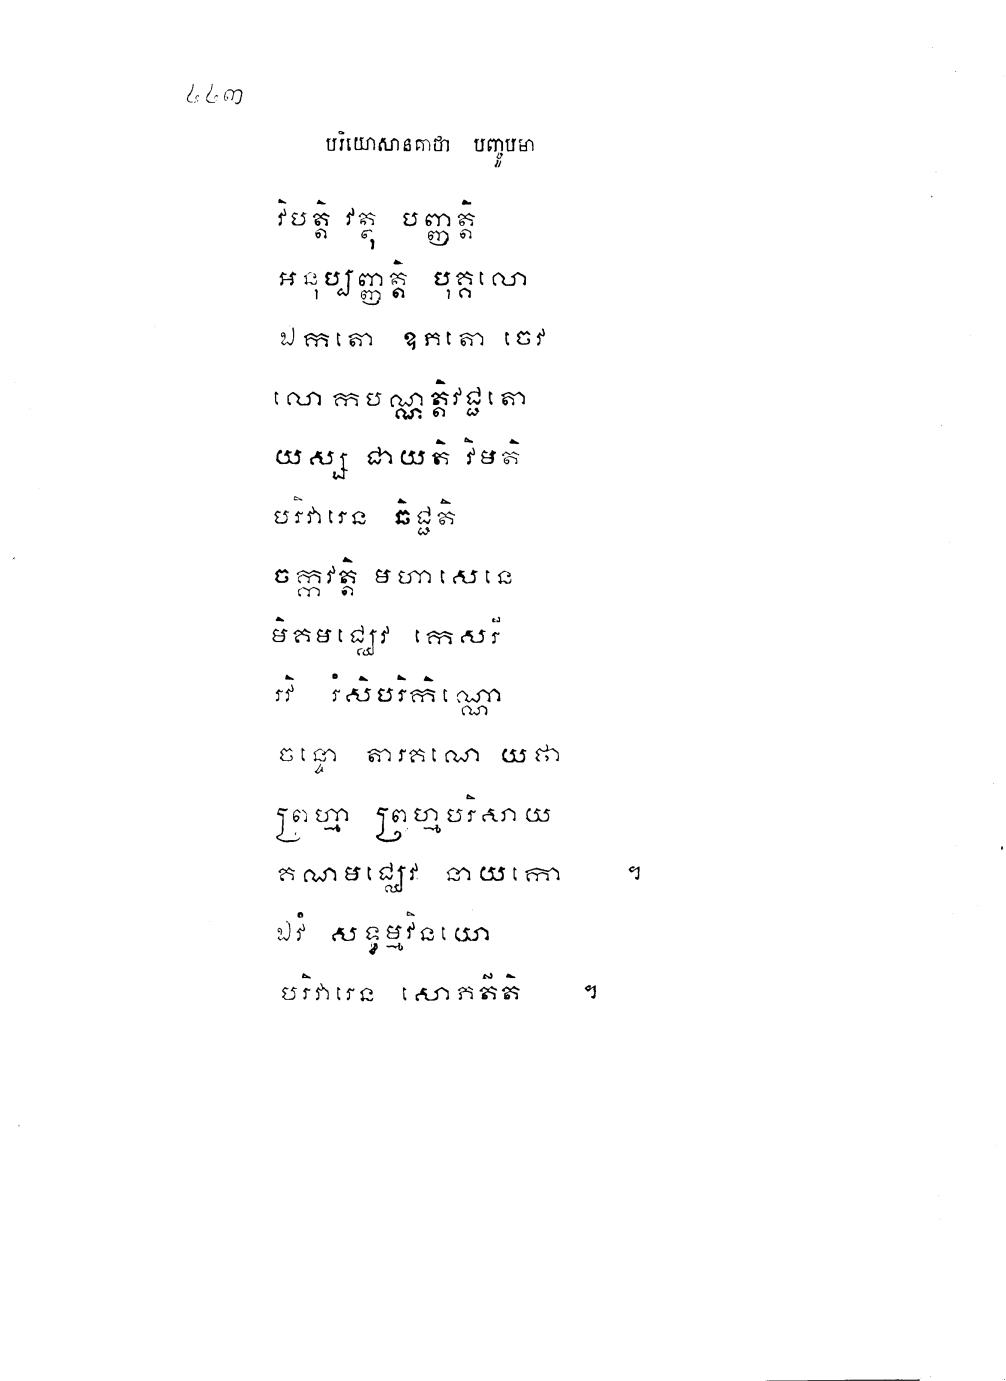 ៤៤៣
បរិយោសានគាថា បញ្ចូបមា
វិបត្តិ វត្ថុ បញ្ញត្តិ
អនុប្បញ្ញត្តិ បុគ្គលោ
ឯកតោ ឧភតោ ចេវ
លោកបណ្ណត្តិវជ្ជតោ
យស្ស ជាយតិ វិមតិ
បរិវារេន ឆិជ្ជតិ
ចក្កវត្តិ មហាសេនេ
មិគមជ្ឈេវ កេសរី
រវិ រំសិបរិកិណ្ណោ
ចន្ទោ តារគណេ យថា
ព្រហ្មា ព្រហ្មបរិសាយ
គណមជ្ឈេវ នាយកោ ។
ឯវំ សទ្ធម្មវិនយោ
បរិវារេន សោភតីតិ ។